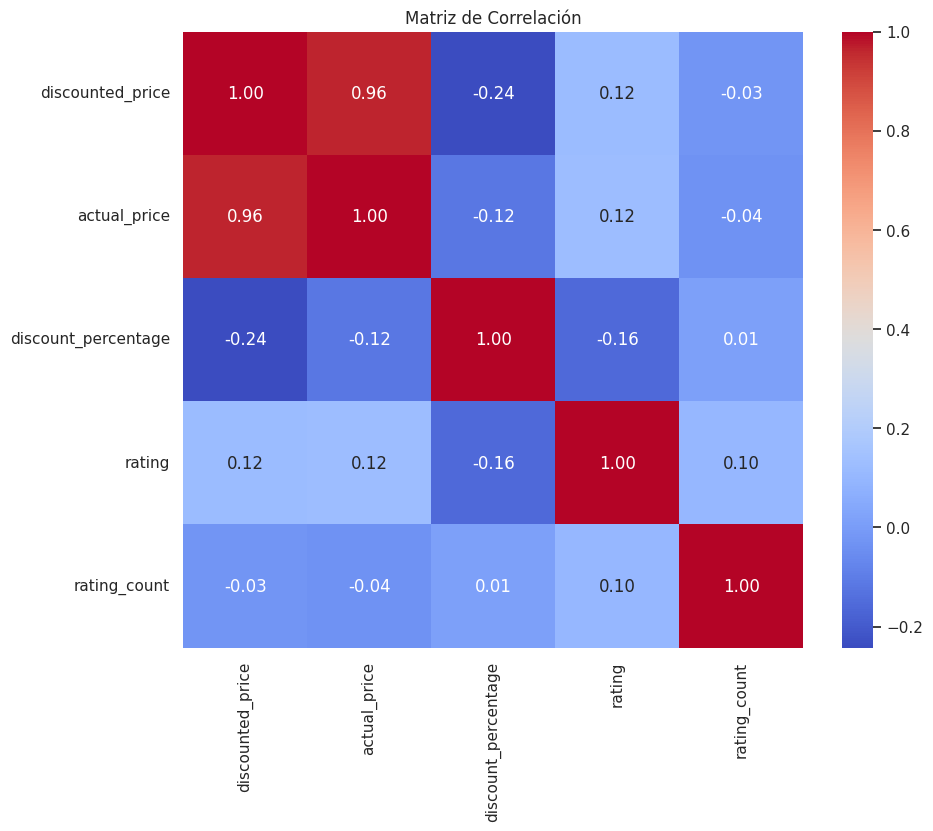 Matriz de Correlación
discounted_price 1.00 0.96 -0.24 0.12 -0.03
actual_price 0.96 1.00 -0.12 0.12 -0.04
discount_percentage -0.24 -0.12 1.00 -0.16 0.01
rating 0.12 0.12 -0.16 1.00 0.10
rating_count -0.03 -0.04 0.01 0.10 1.00
discounted_price
actual_price
discount_percentage
rating
rating_count
1.0
0.8
0.6
0.4
0.2
0.0
−0.2